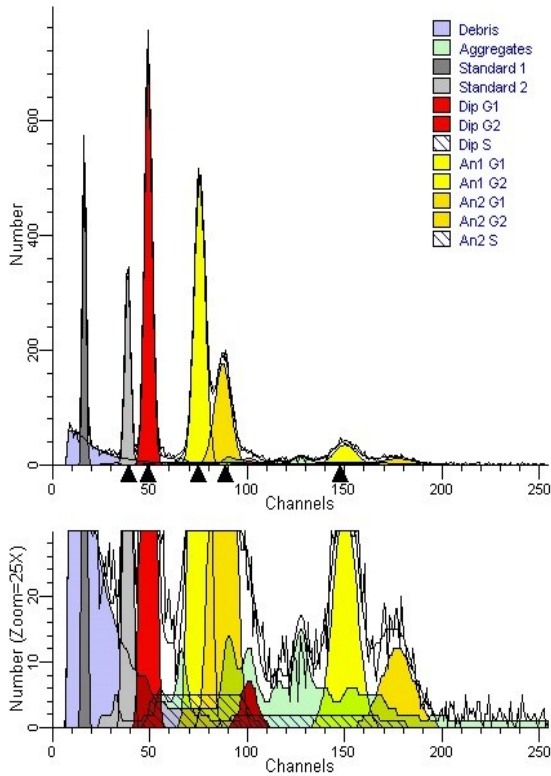 Number
600
400
200
0
0 50 100 150 200 250
Channels
Debris
Aggregates
Standard 1
Standard 2
Dip G1
Dip G2
Dip S
An1 G1
An1 G2
An2 G1
An2 G2
An2 S
Number (Zoom=25X)
20
10
0
0 50 100 150 200 250
Channels